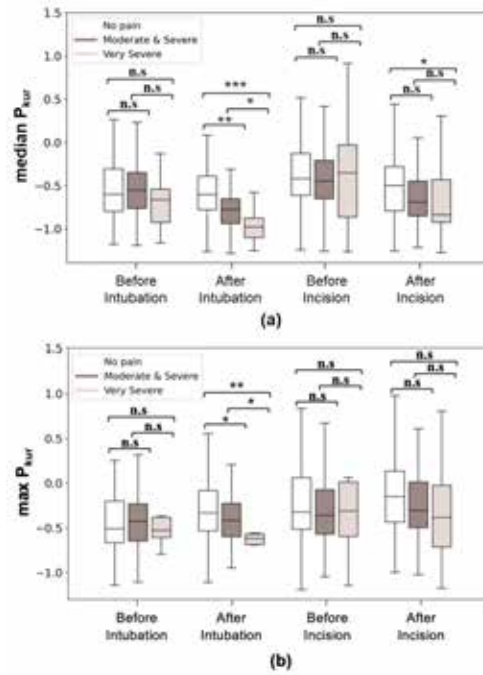 1.5
No pain
Moderate & Severe
Very Severe
n.s
n.s
n.s
n.s
n.s
n.s
***
*
**
n.s
n.s
n.s
*
n.s
n.s
median Pkur
1.0
0.5
0.0
−0.5
−1.0
Before Intubation
After Intubation
Before Incision
After Incision
(a)
1.5
No pain
Moderate & Severe
Very Severe
n.s
n.s
n.s
**
*
*
n.s
n.s
n.s
n.s
n.s
n.s
max Pkur
1.0
0.5
0.0
−0.5
−1.0
Before Intubation
After Intubation
Before Incision
After Incision
(b)